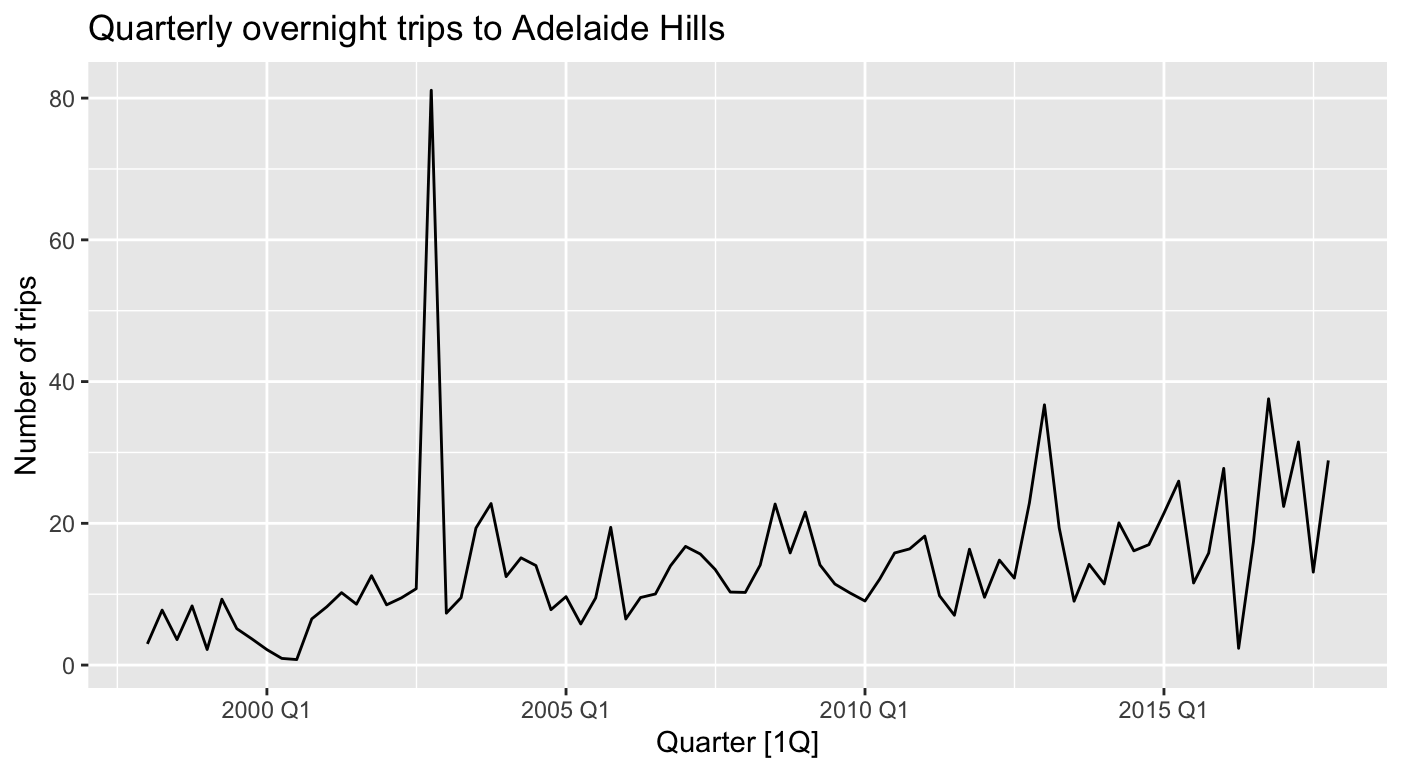 Quarterly overnight trips to Adelaide Hills
Number of trips
80
60
40
20
0
2000 Q1
2005 Q1
2010 Q1
2015 Q1
Quarter [1Q]